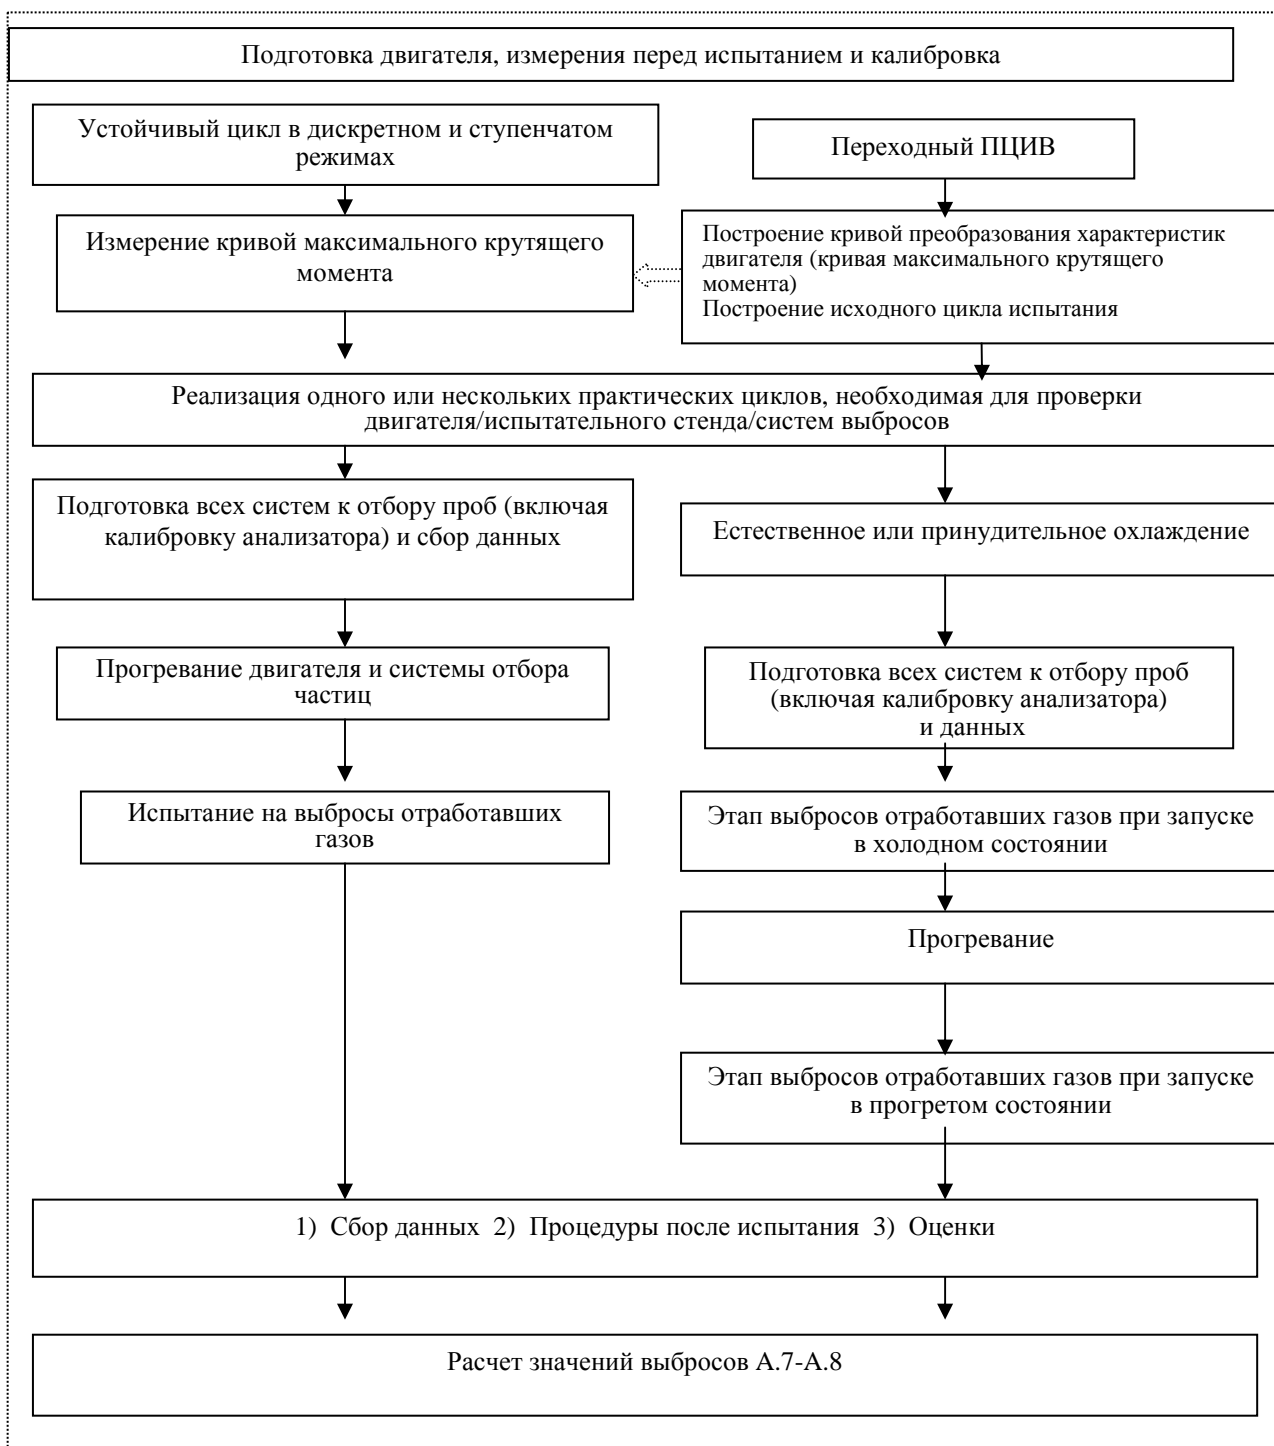 Подготовка двигателя, измерения перед испытанием и калибровка
Устойчивый цикл в дискретном и ступенчатом
режимах
Переходный ПЦИВ
Измерение кривой максимального крутящего
момента
Построение кривой преобразования характеристик
двигателя (кривая максимального крутящего
момента)
Построение исходного цикла испытания
Реализация одного или нескольких практических циклов, необходимая для проверки
двигателя/испытательного стенда/систем выбросов
Подготовка всех систем к отбору проб (включая
калибровку анализатора) и сбор данных
Естественное или принудительное охлаждение
Прогревание двигателя и системы отбора
частиц
Подготовка всех систем к отбору проб
(включая калибровку анализатора)
и данных
Испытание на выбросы отработавших
газов
Этап выбросов отработавших газов при запуске
в холодном состоянии
Прогревание
Этап выбросов отработавших газов при запуске
в прогретом состоянии
1) Сбор данных 2) Процедуры после испытания 3) Оценки
Расчет значений выбросов А.7-А.8